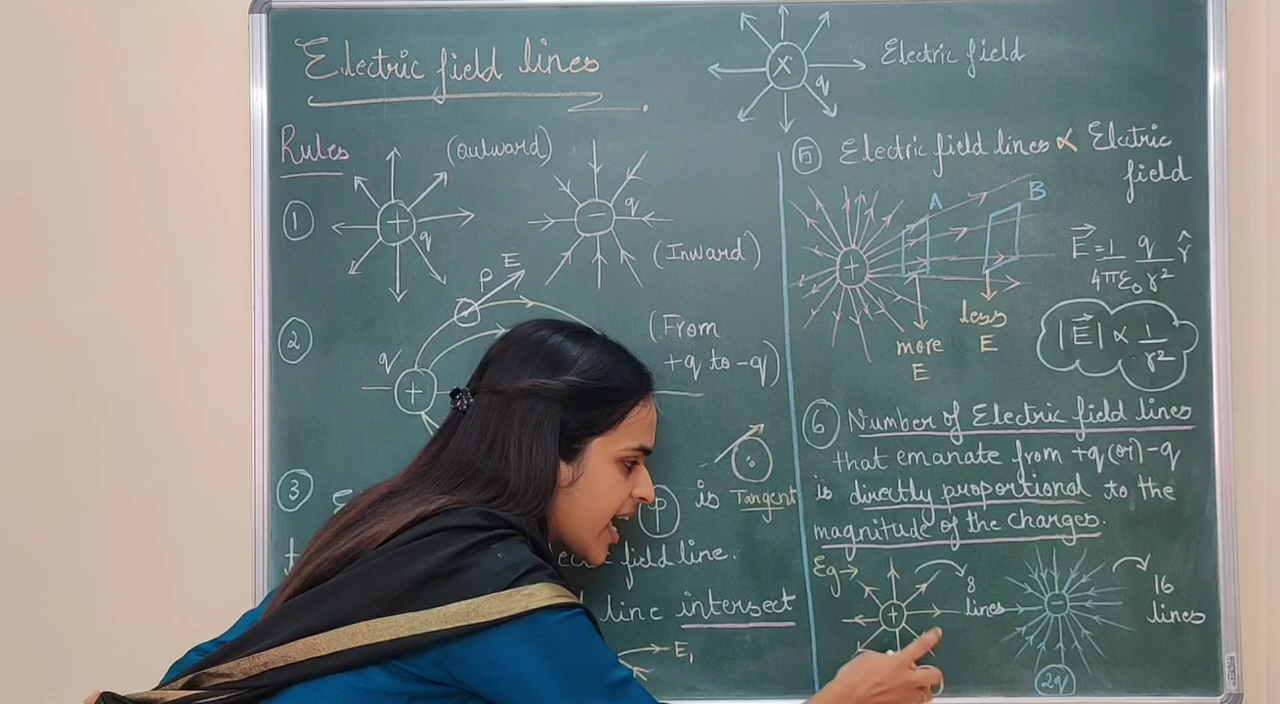 Electric field lines
q
Electric field
Rules
(outward)
(Inward)
①
+
q
-
q
②
P
E
q
+
(From
+q to -q)
③
P is Tangent
field line.
line intersect
E₁
⑤ Electric field lines ∝ Electric
field
A
B
+
more
E
less
E
E⃗ = 1/4πε₀ q/r² r̂
|E⃗| ∝ 1/r²
⑥ Number of Electric field lines
that emanate from +q (or) -q
is directly proportional to the
magnitude of the charges.
Eg→
+
8
lines
-
16
lines
2q